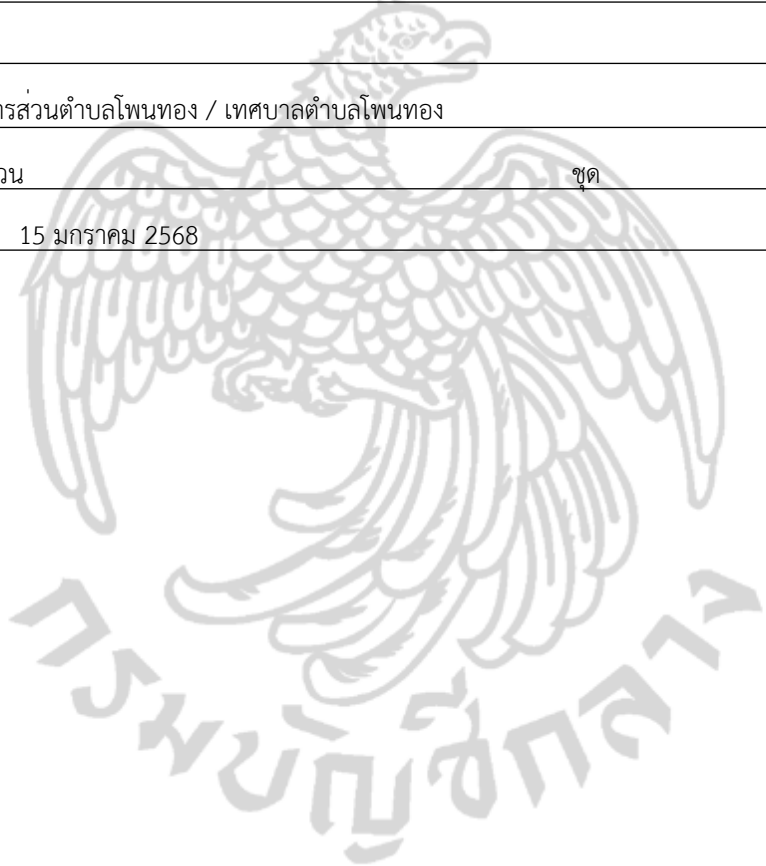 ารส่วนตำบลโพนทอง / เทศบาลตำบลโพนทอง
วน ชุด
15 มกราคม 2568
กรมบัญชีกลาง